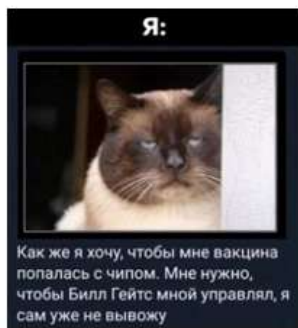 Я:
Как же я хочу, чтобы мне вакцина
попалась с чипом. Мне нужно,
чтобы Билл Гейтс мной управлял, я
сам уже не вывожу